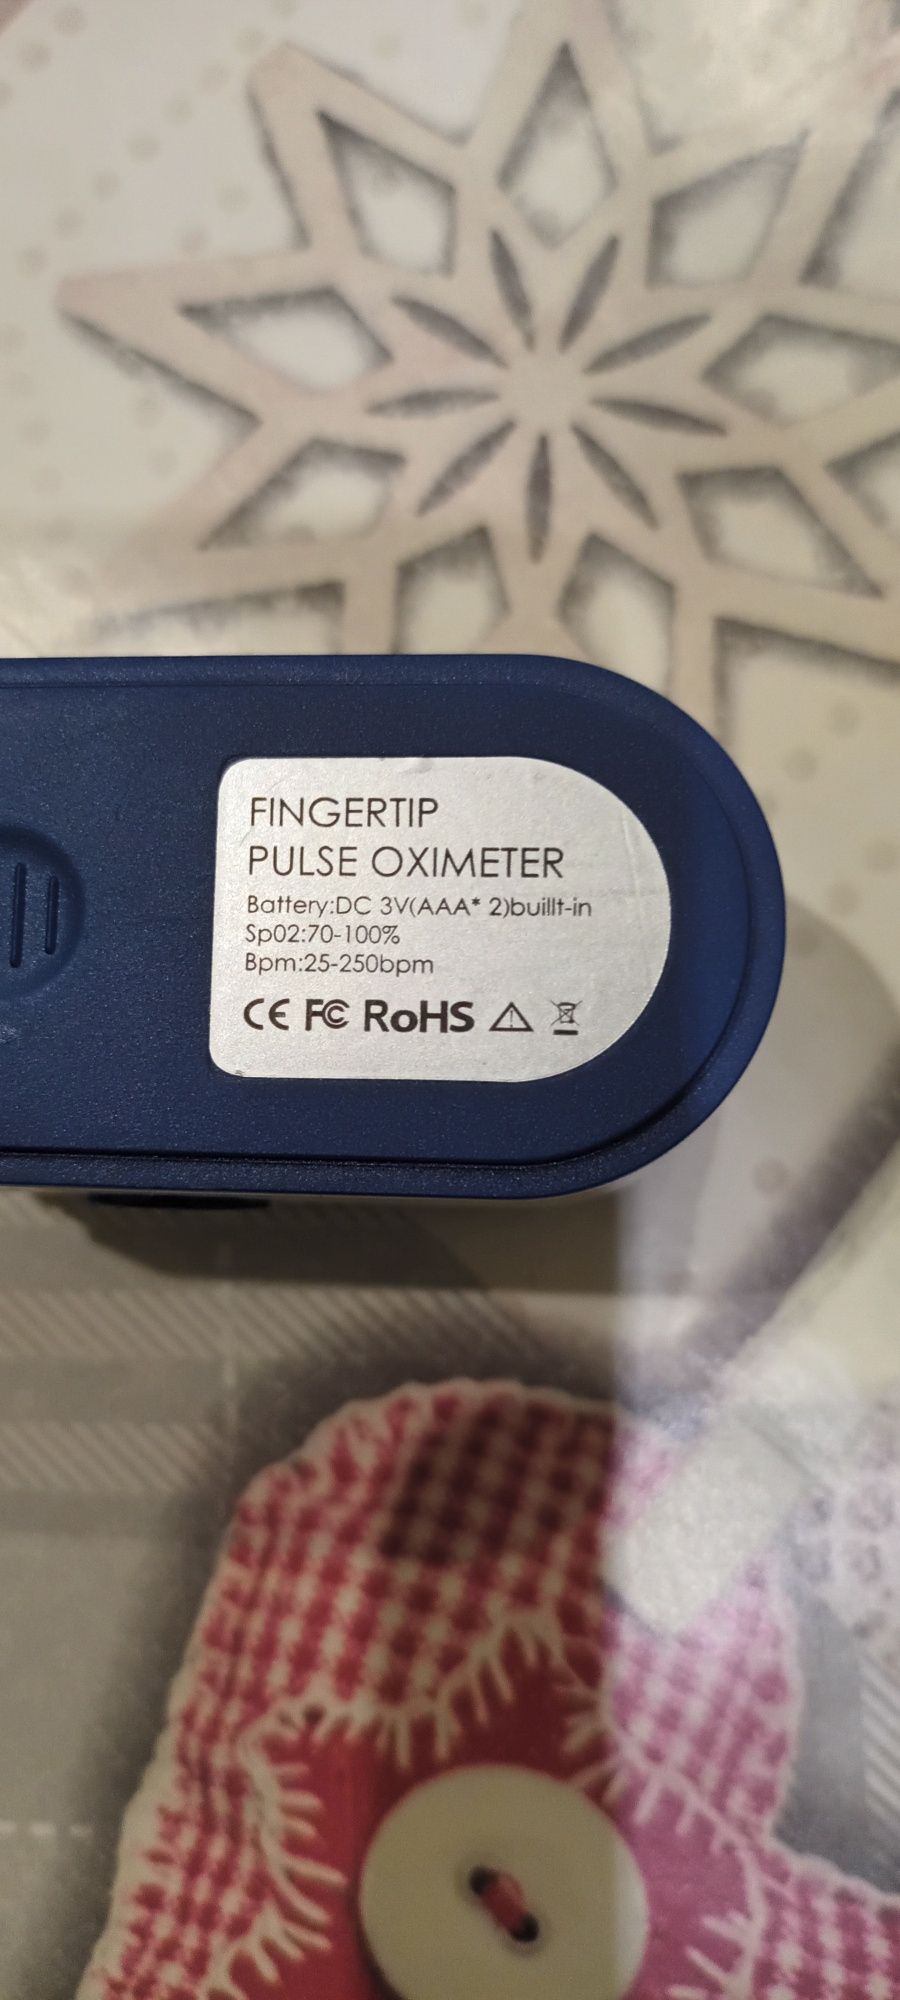 FINGERTIP
PULSE OXIMETER
Battery:DC 3V(AAA* 2)buillt-in
Sp02:70-100%
Bpm:25-250bpm
CE FC RoHS